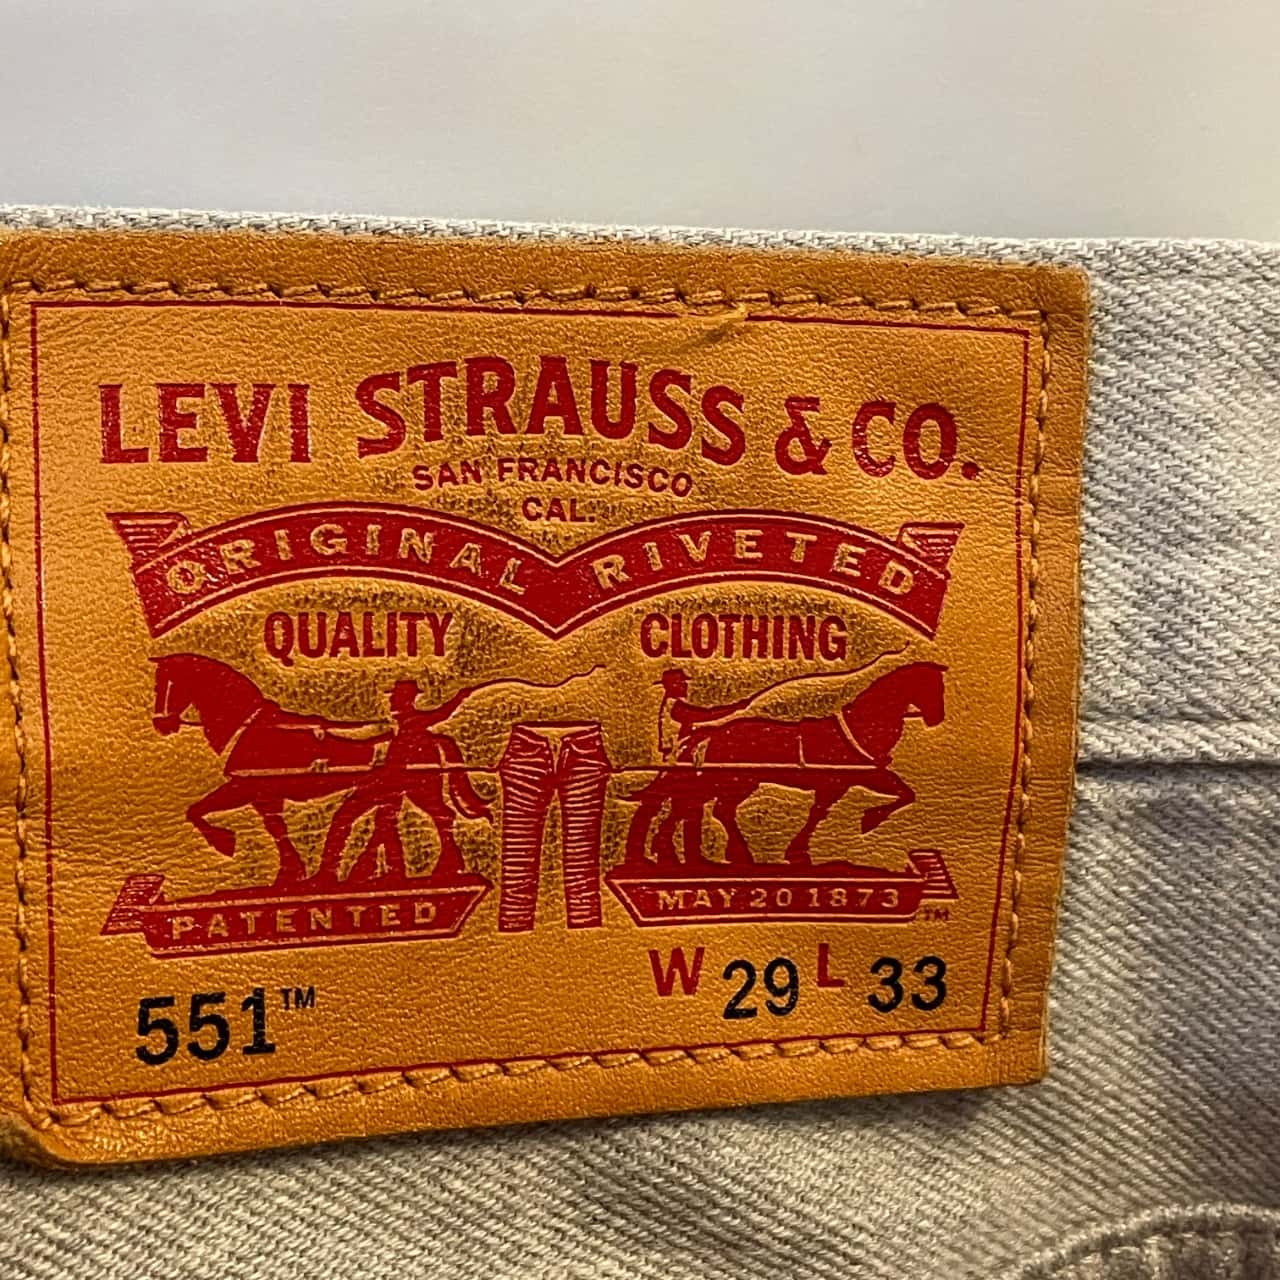 LEVI STRAUSS & CO.
SAN FRANCISCO
CAL.
ORIGINAL RIVETED
QUALITY CLOTHING
PATENTED MAY 20 1873 ™
551™ W 29 L 33